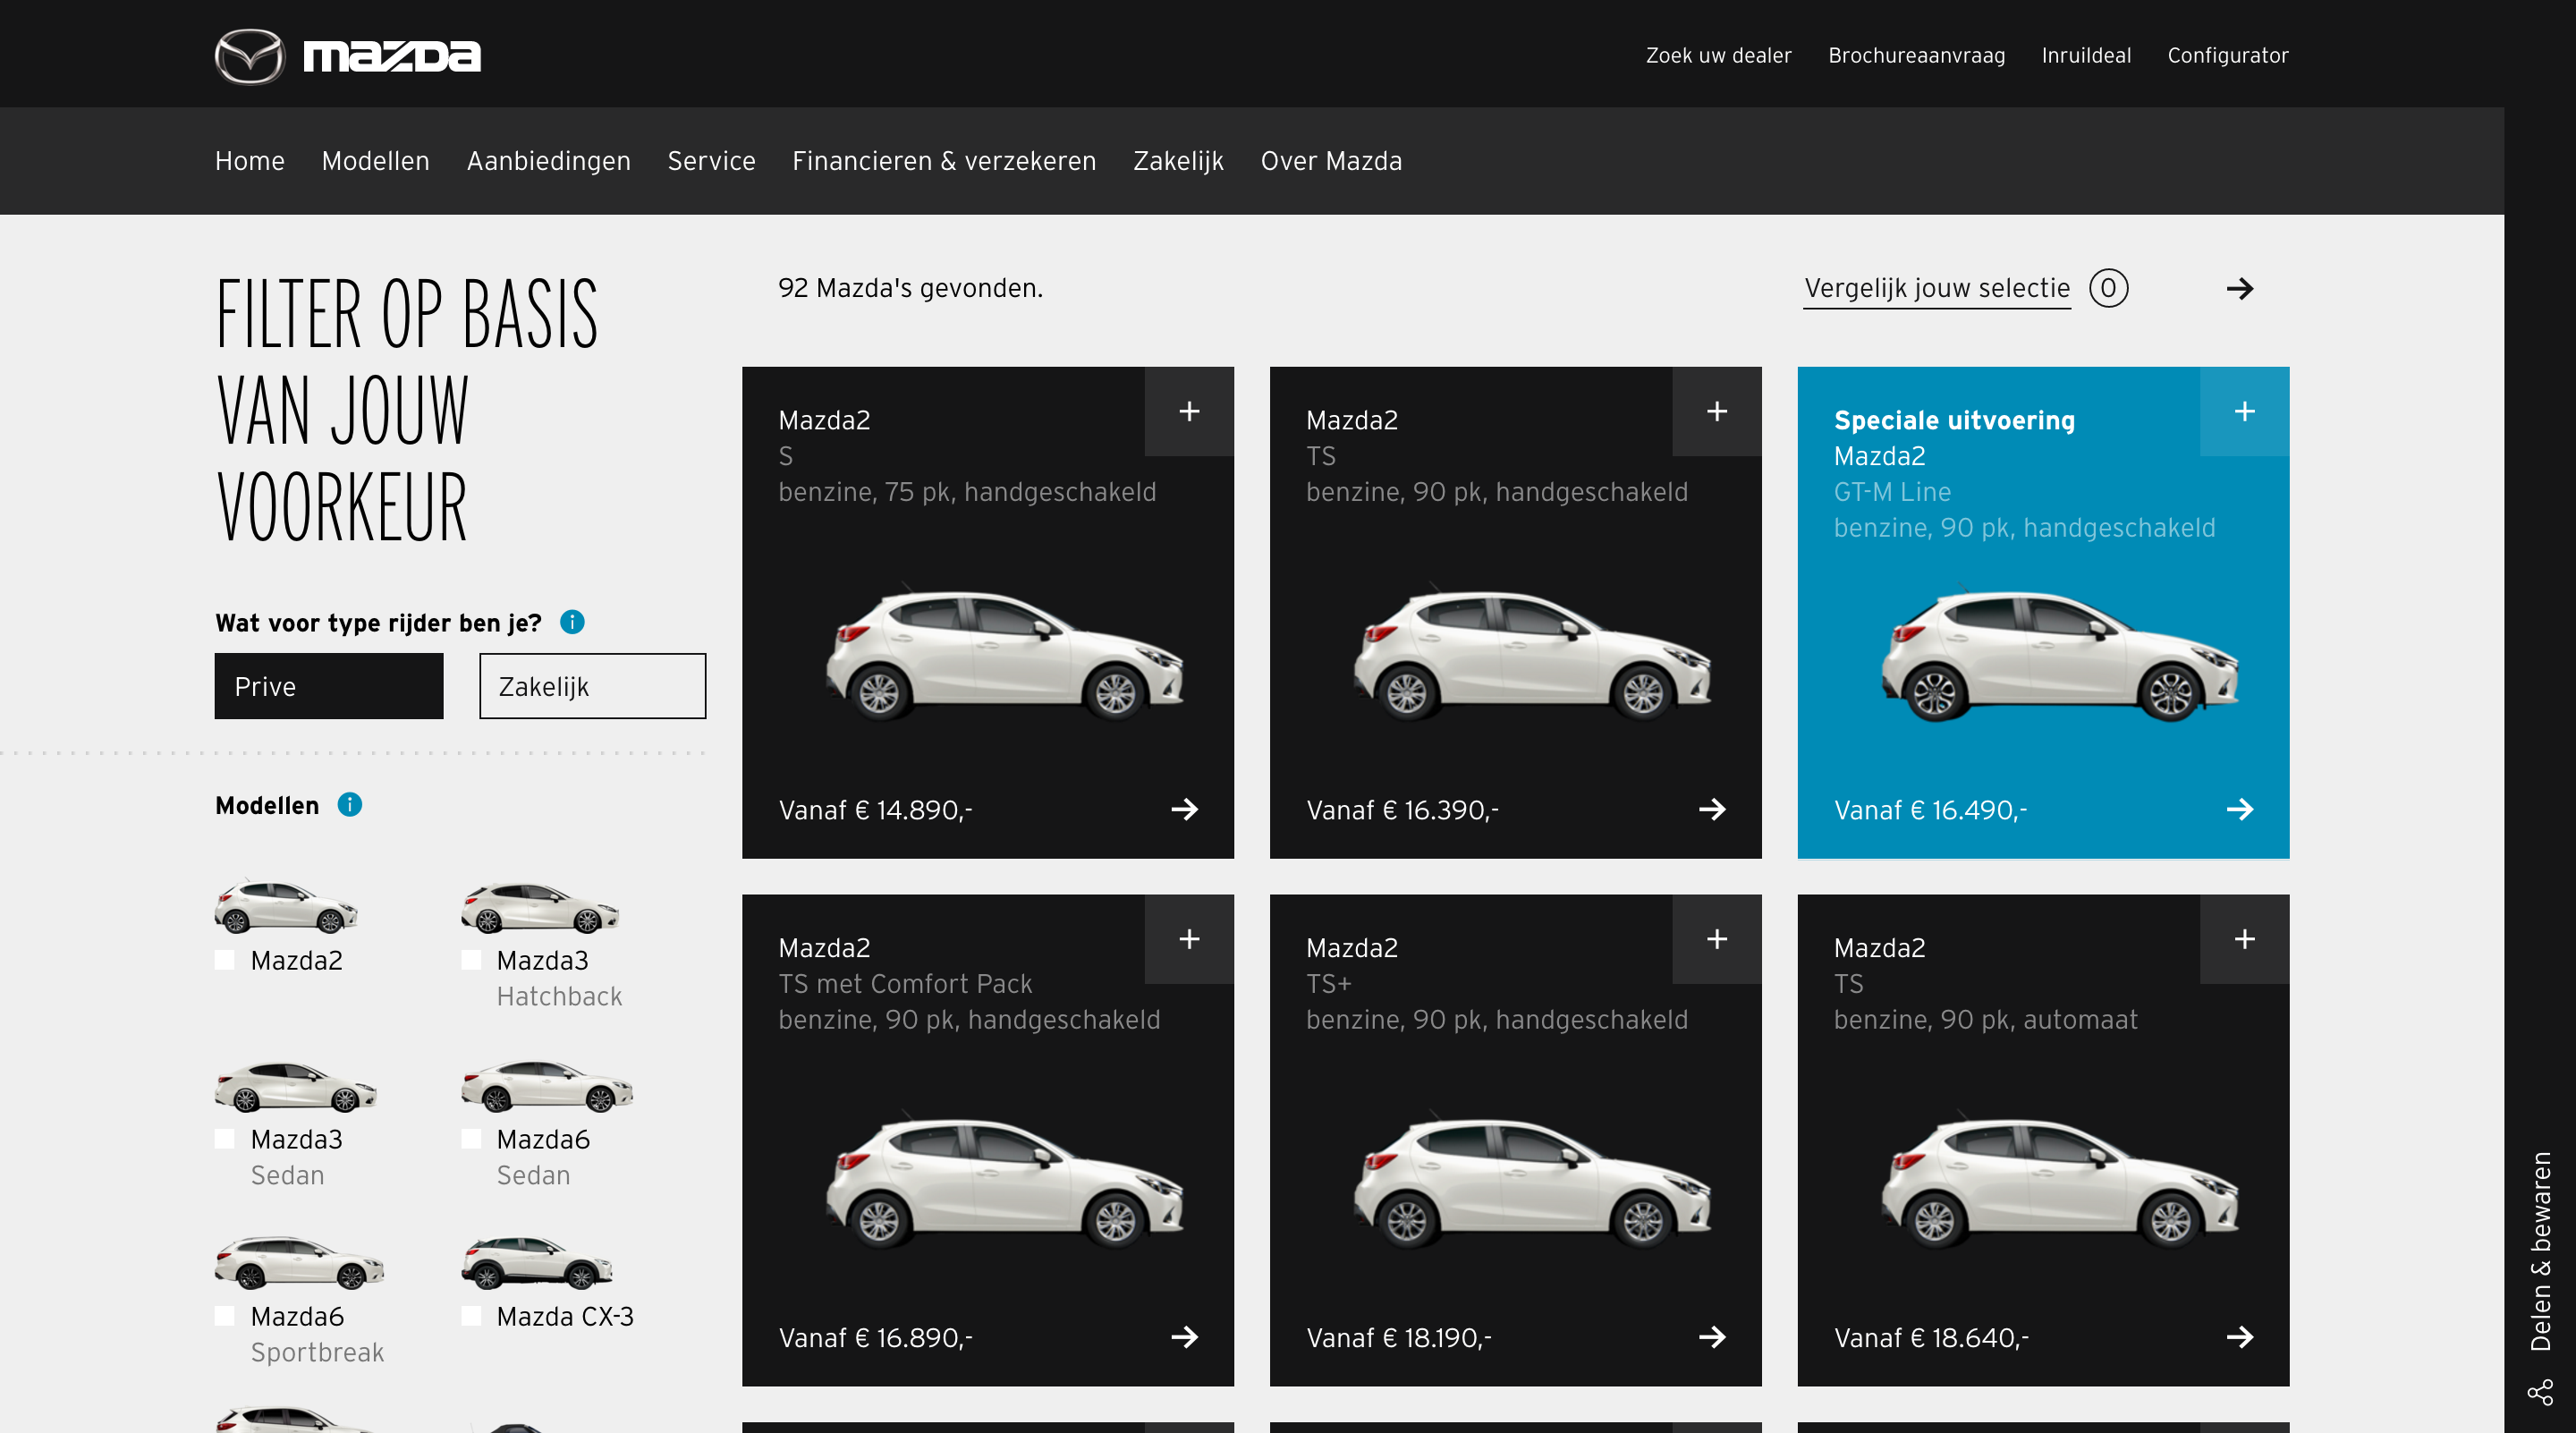 mazda
Zoek uw dealer Brochureaanvraag Inruildeal Configurator
Home Modellen Aanbiedingen Service Financieren & verzekeren Zakelijk Over Mazda
FILTER OP BASIS
VAN JOUW
VOORKEUR
Wat voor type rijder ben je? i
Prive Zakelijk
Modellen i
Mazda2
Mazda3
Hatchback
Mazda3
Sedan
Mazda6
Sedan
Mazda6
Sportbreak
Mazda CX-3
92 Mazda's gevonden.
Vergelijk jouw selectie 0
Mazda2
S
benzine, 75 pk, handgeschakeld
Vanaf € 14.890,-
Mazda2
TS
benzine, 90 pk, handgeschakeld
Vanaf € 16.390,-
Speciale uitvoering
Mazda2
GT-M Line
benzine, 90 pk, handgeschakeld
Vanaf € 16.490,-
Mazda2
TS met Comfort Pack
benzine, 90 pk, handgeschakeld
Vanaf € 16.890,-
Mazda2
TS+
benzine, 90 pk, handgeschakeld
Vanaf € 18.190,-
Mazda2
TS
benzine, 90 pk, automaat
Vanaf € 18.640,-
Delen & bewaren